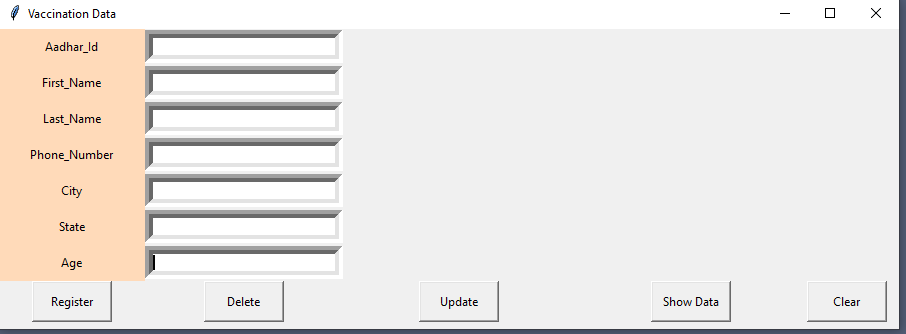 Vaccination Data
Aadhar_Id
First_Name
Last_Name
Phone_Number
City
State
Age
Register Delete Update Show Data Clear